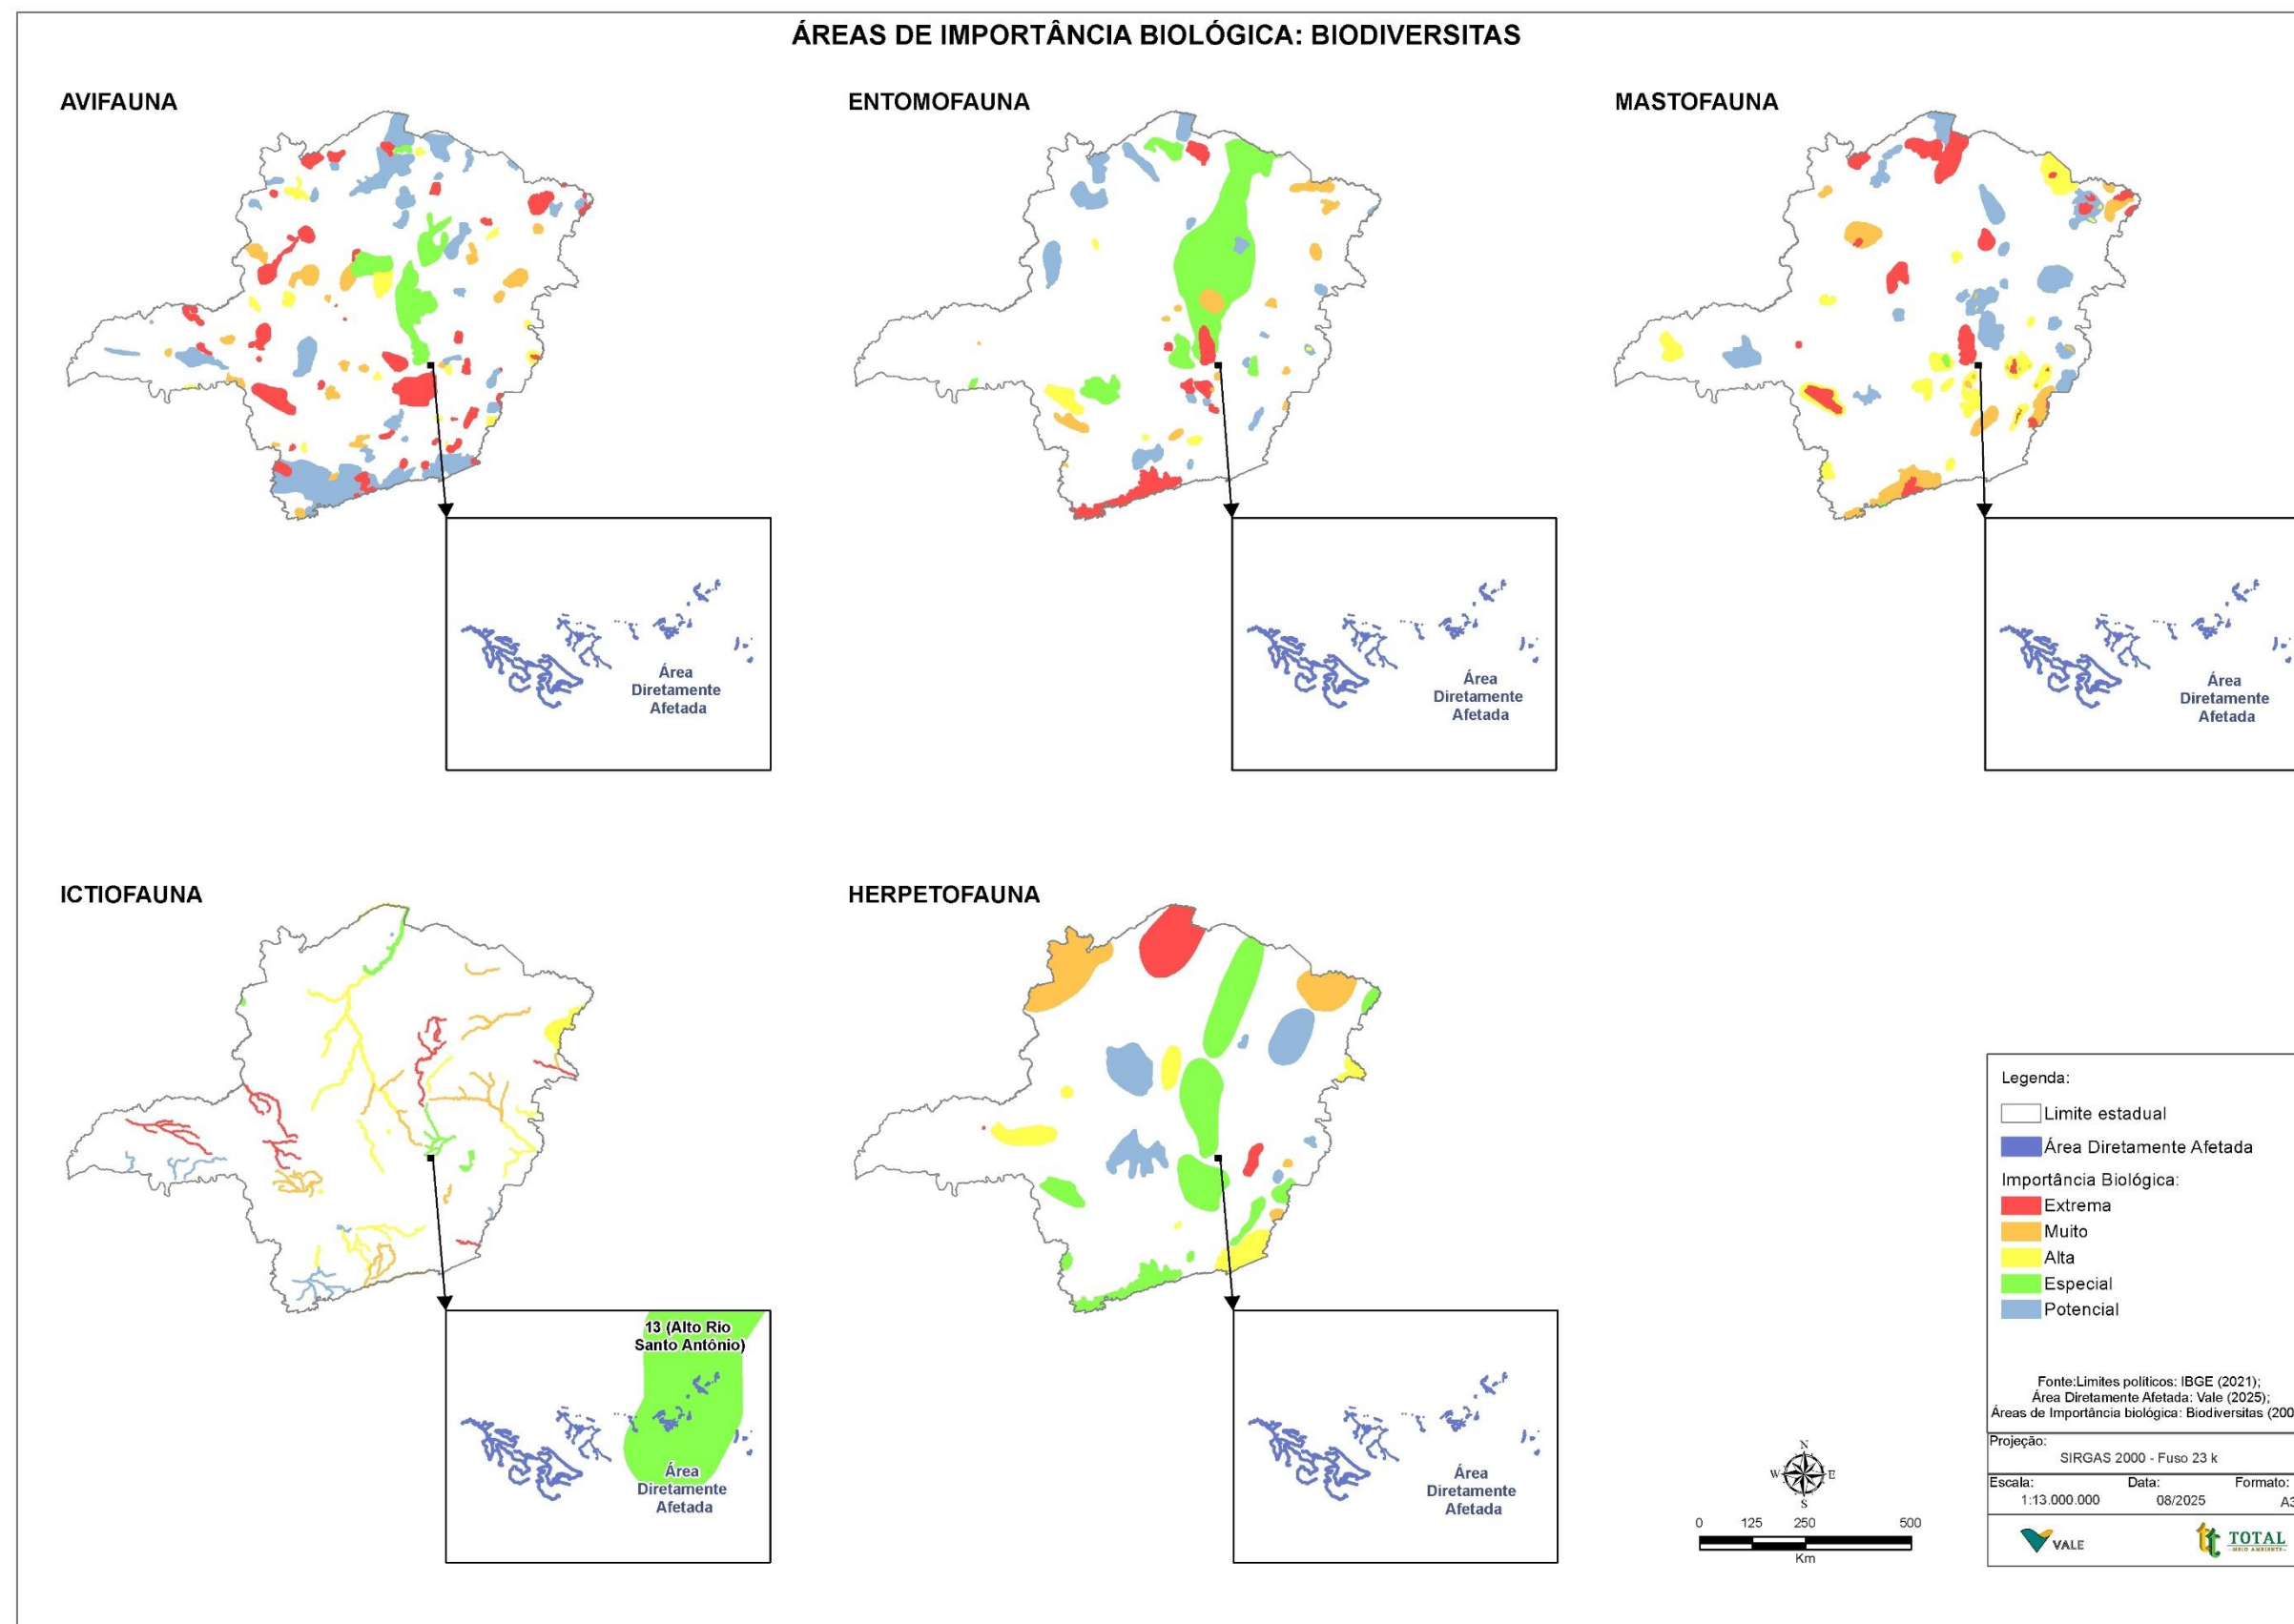 ÁREAS DE IMPORTÂNCIA BIOLÓGICA: BIODIVERSITAS
AVIFAUNA
ENTOMOFAUNA
MASTOFAUNA
Área
Diretamente
Afetada
Área
Diretamente
Afetada
Área
Diretamente
Afetada
ICTIOFAUNA
HERPETOFAUNA
13 (Alto Rio
Santo Antônio)
Área
Diretamente
Afetada
Área
Diretamente
Afetada
N
W E
S
0 125 250 500
Km
Legenda:
Limite estadual
Área Diretamente Afetada
Importância Biológica:
Extrema
Muito
Alta
Especial
Potencial
Fonte:Limites políticos: IBGE (2021);
Área Diretamente Afetada: Vale (2025);
Áreas de Importância biológica: Biodiversitas (200
Projeção:
SIRGAS 2000 - Fuso 23 k
Escala: Data: Formato:
1:13.000.000 08/2025 A3
VALE
TOTAL
MEIO AMBIENTE